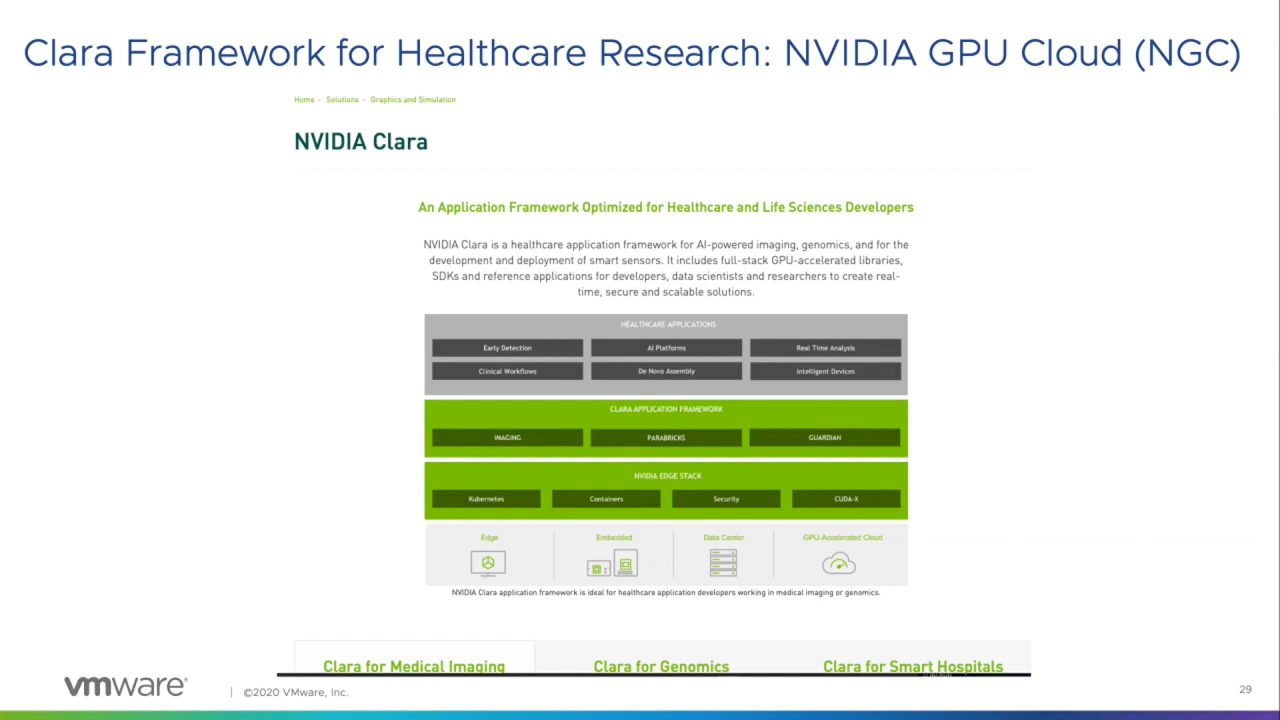 Clara Framework for Healthcare Research: NVIDIA GPU Cloud (NGC)
Home - Solutions - Graphics and Simulation
NVIDIA Clara
An Application Framework Optimized for Healthcare and Life Sciences Developers
NVIDIA Clara is a healthcare application framework for AI-powered imaging, genomics, and for the
development and deployment of smart sensors. It includes full-stack GPU-accelerated libraries,
SDKs and reference applications for developers, data scientists and researchers to create real-
time, secure and scalable solutions.
HEALTHCARE APPLICATIONS
Early Detection AI Platforms Real Time Analysis
Clinical Workflows De Novo Assembly Intelligent Devices
CLARA APPLICATION FRAMEWORK
IMAGING PARABRICKS GUARDIAN
NVIDIA EDGE STACK
Kubernetes Containers Security CUDA-X
Edge Embedded Data Center GPU-Accelerated Cloud
NVIDIA Clara application framework is ideal for healthcare application developers working in medical imaging or genomics.
Clara for Medical Imaging Clara for Genomics Clara for Smart Hospitals
vmware® | ©2020 VMware, Inc. 29